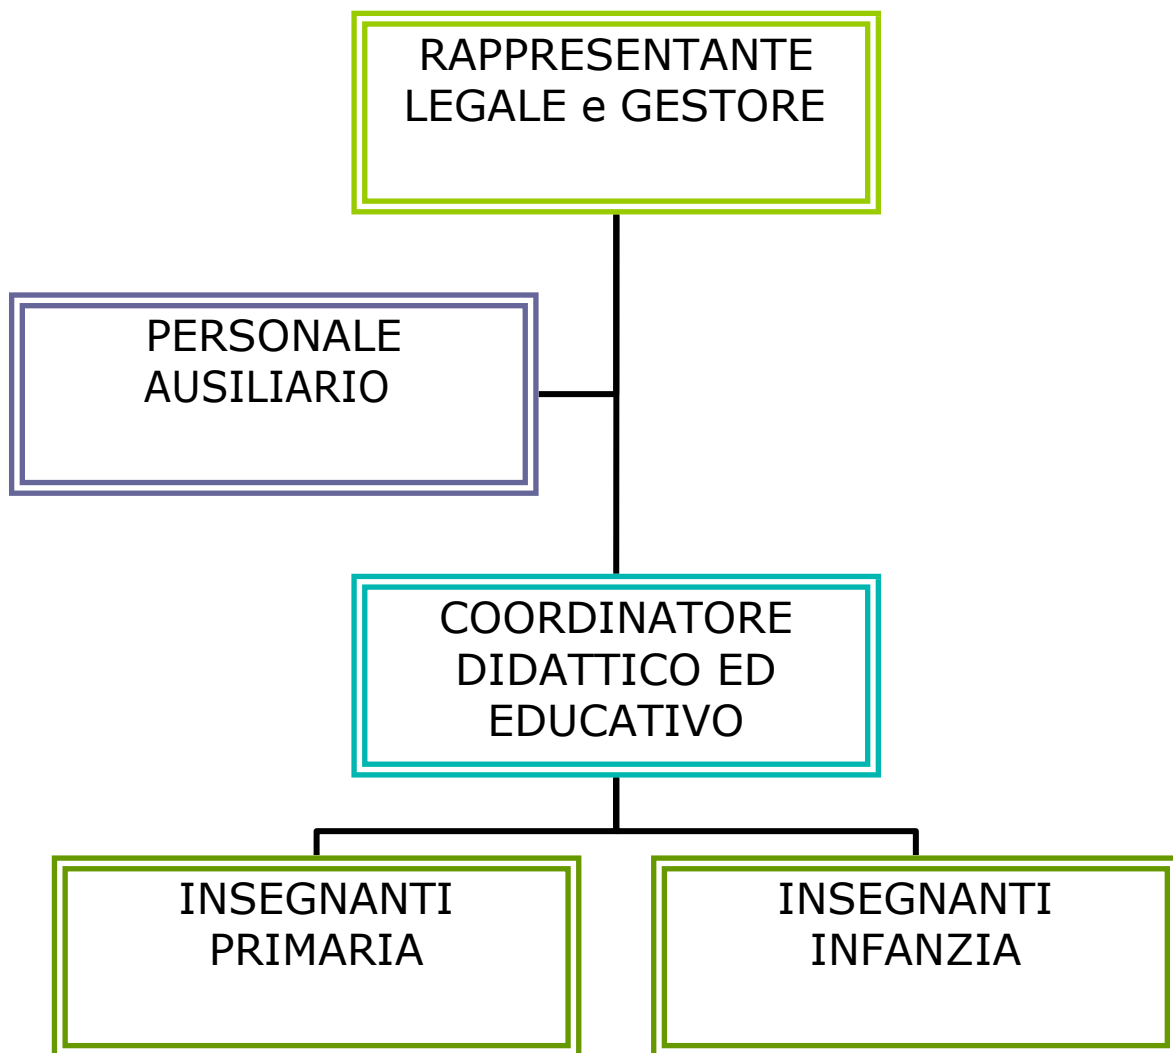 RAPPRESENTANTE
LEGALE e GESTORE
PERSONALE
AUSILIARIO
COORDINATORE
DIDATTICO ED
EDUCATIVO
INSEGNANTI
PRIMARIA
INSEGNANTI
INFANZIA